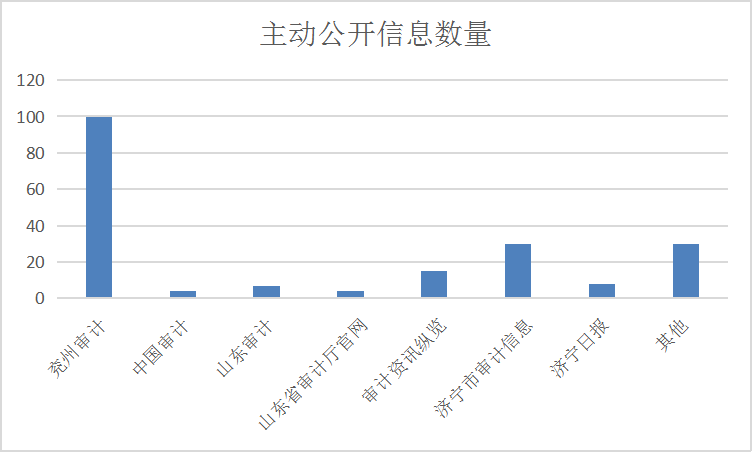 主动公开信息数量
120
100
80
60
40
20
0
兖州审计
中国审计
山东审计
山东省审计厅官网
审计资讯纵览
济宁市审计信息
济宁日报
其他